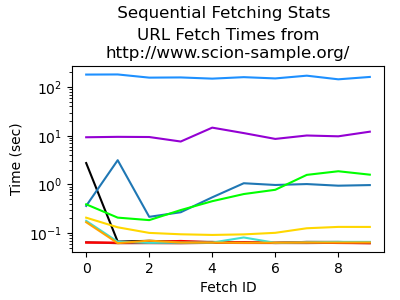 Sequential Fetching Stats
URL Fetch Times from
http://www.scion-sample.org/
Time (sec)
10²
10¹
10⁰
10⁻¹
0 2 4 6 8
Fetch ID